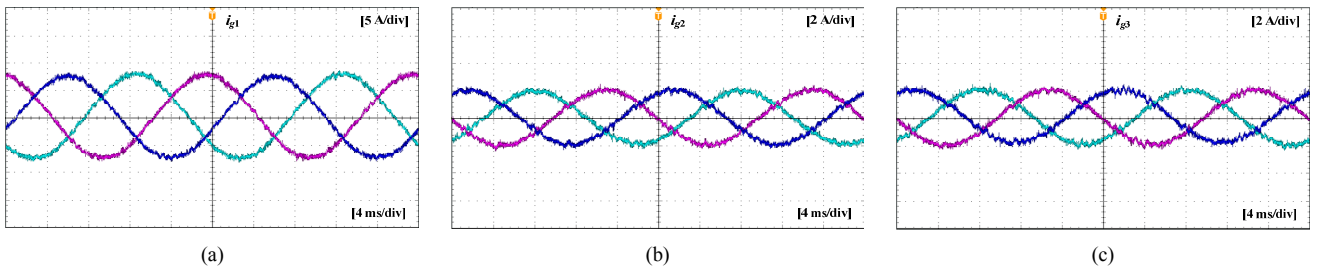 T
i_g1
[5 A/div]
[4 ms/div]
(a)
T
i_g2
[2 A/div]
[4 ms/div]
(b)
T
i_g3
[2 A/div]
[4 ms/div]
(c)